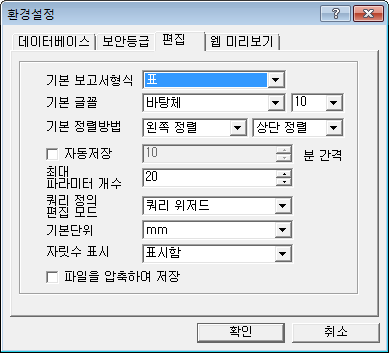 환경설정
데이터베이스 보안등급 편집 웹 미리보기
기본 보고서형식 표
기본 글꼴 바탕체 10
기본 정렬방법 왼쪽 정렬 상단 정렬
자동저장 10 분 간격
최대
파라미터 개수 20
쿼리 정의
편집 모드 쿼리 위저드
기본단위 mm
자릿수 표시 표시함
파일을 압축하여 저장
확인 취소